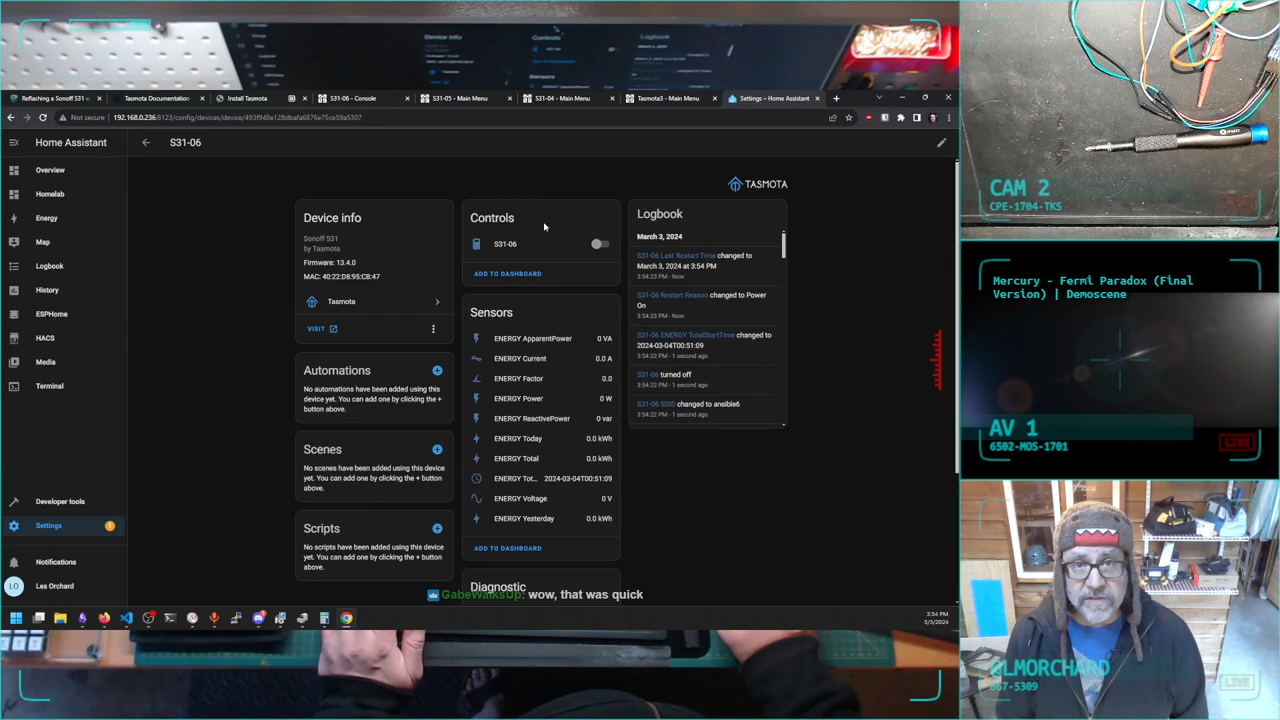 Device info
Controls
Logbook
Sensors
Reflashing a Sonoff S31 w
Tasmota Documentation
Install Tasmota
S31-06 - Console
S31-05 - Main Menu
S31-04 - Main Menu
Tasmota3 - Main Menu
Settings – Home Assistant
Not secure
192.168.0.236:8123/config/devices/device/493f948e128dbafa6876e75ce59a5307
Home Assistant
S31-06
Overview
Homelab
Energy
Map
Logbook
History
ESPHome
HACS
Media
Terminal
Developer tools
Settings
1
Notifications
LO
Les Orchard
TASMOTA
Device info
Sonoff S31
by Tasmota
Firmware: 13.4.0
MAC: 40:22:D8:95:CB:47
Tasmota
VISIT
Automations
No automations have been added using this
device yet. You can add one by clicking the +
button above.
Scenes
No scenes have been added using this device
yet. You can add one by clicking the + button
above.
Scripts
No scripts have been added using this device
yet. You can add one by clicking the + button
above.
Controls
S31-06
ADD TO DASHBOARD
Sensors
ENERGY ApparentPower 0 VA
ENERGY Current 0.0 A
ENERGY Factor 0.0
ENERGY Power 0 W
ENERGY ReactivePower 0 var
ENERGY Today 0.0 kWh
ENERGY Total 0.0 kWh
ENERGY Tot... 2024-03-04T00:51:09
ENERGY Voltage 0 V
ENERGY Yesterday 0.0 kWh
ADD TO DASHBOARD
Diagnostic
Logbook
March 3, 2024
S31-06 Last Restart Time changed to
March 3, 2024 at 3:54 PM
3:54:23 PM - Now
S31-06 Restart Reason changed to Power
On
3:54:23 PM - Now
S31-06 ENERGY TotalStartTime changed to
2024-03-04T00:51:09
3:54:22 PM - 1 second ago
S31-06 turned off
3:54:22 PM - 1 second ago
S31-06 SSID changed to ansible6
3:54:22 PM - 1 second ago
GabeWalksUp: wow, that was quick
3:54 PM
3/3/2024
CAM 2
CPE-1704-TKS
Mercury - Fermi Paradox (Final
Version) | Demoscene
AV 1
6502-MOS-1701
LIVE
@LMORCHARD
867-5309
LIVE